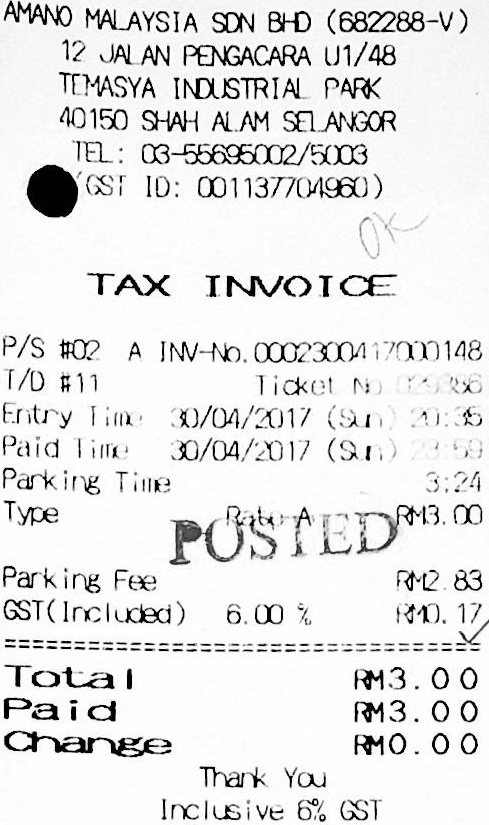 AMANO MALAYSIA SDN BHD (682288-V)
12 JALAN PENGACARA U1/48
TEMASYA INDUSTRIAL PARK
40150 SHAH ALAM SELANGOR
TEL: 03-55695002/5003
(GST ID: 001137704960)
OK
TAX INVOICE
P/S #02 A INV-No.0002300417000148
T/D #11 Ticket No 029386
Entry Time 30/04/2017 (Sun) 20:35
Paid Time 30/04/2017 (Sun) 23:59
Parking Time 3:24
Type Rate A RM3.00
POSTED
Parking Fee RM2.83
GST(Included) 6.00 % RM0.17
Total RM3.00
Paid RM3.00
Change RM0.00
Thank You
Inclusive 6% GST